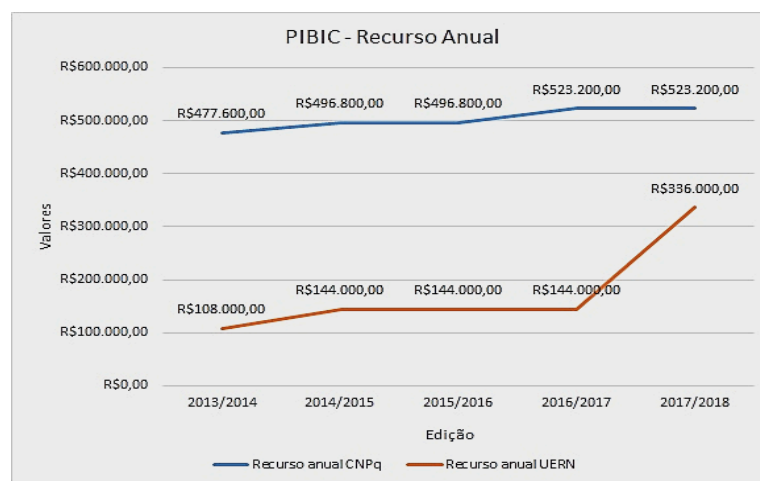 PIBIC - Recurso Anual
R$600.000,00
R$500.000,00
R$400.000,00
R$300.000,00
R$200.000,00
R$100.000,00
R$0,00
Valores
R$477.600,00
R$496.800,00
R$496.800,00
R$523.200,00
R$523.200,00
R$108.000,00
R$144.000,00
R$144.000,00
R$144.000,00
R$336.000,00
2013/2014
2014/2015
2015/2016
2016/2017
2017/2018
Edição
Recurso anual CNPq
Recurso anual UERN